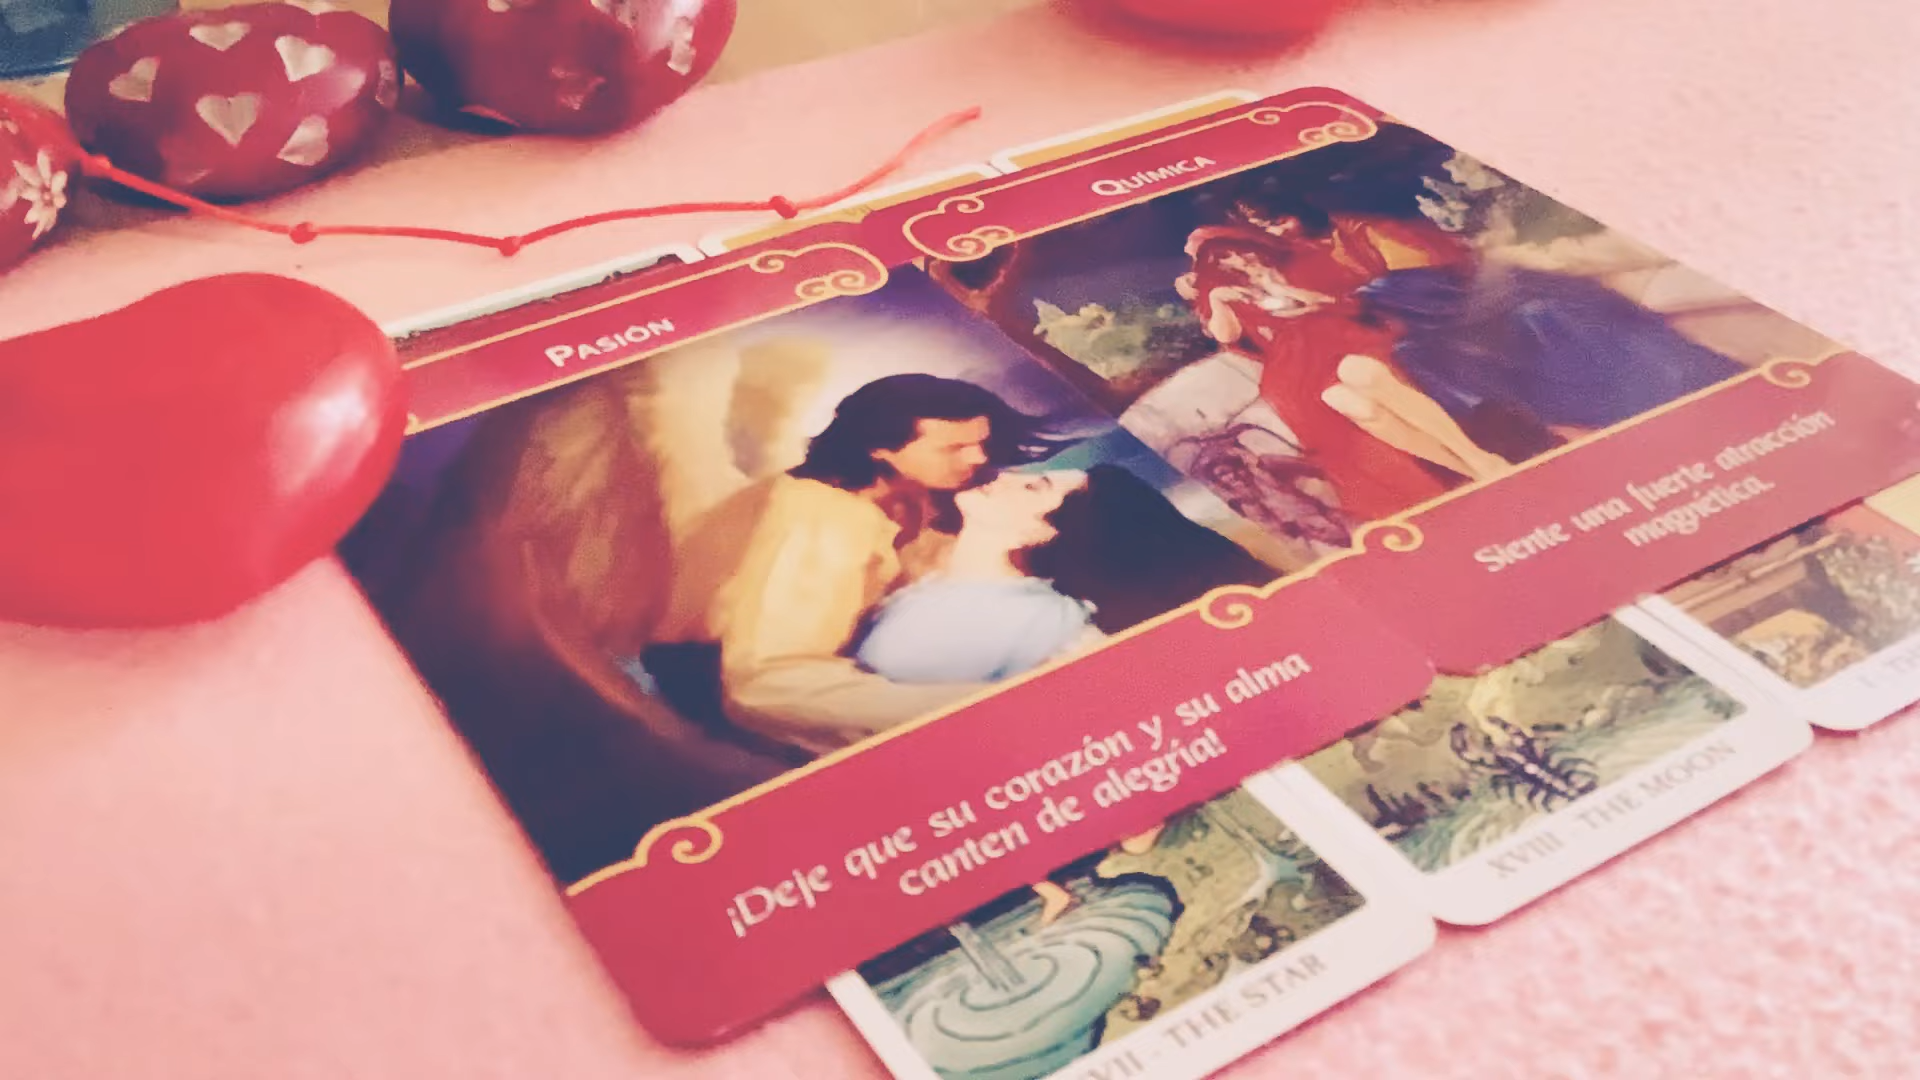 PASIÓN
¡Deje que su corazón y su alma
canten de alegría!
QUÍMICA
Siente una fuerte atracción
magnética.
VII - THE STAR
XVIII - THE MOON